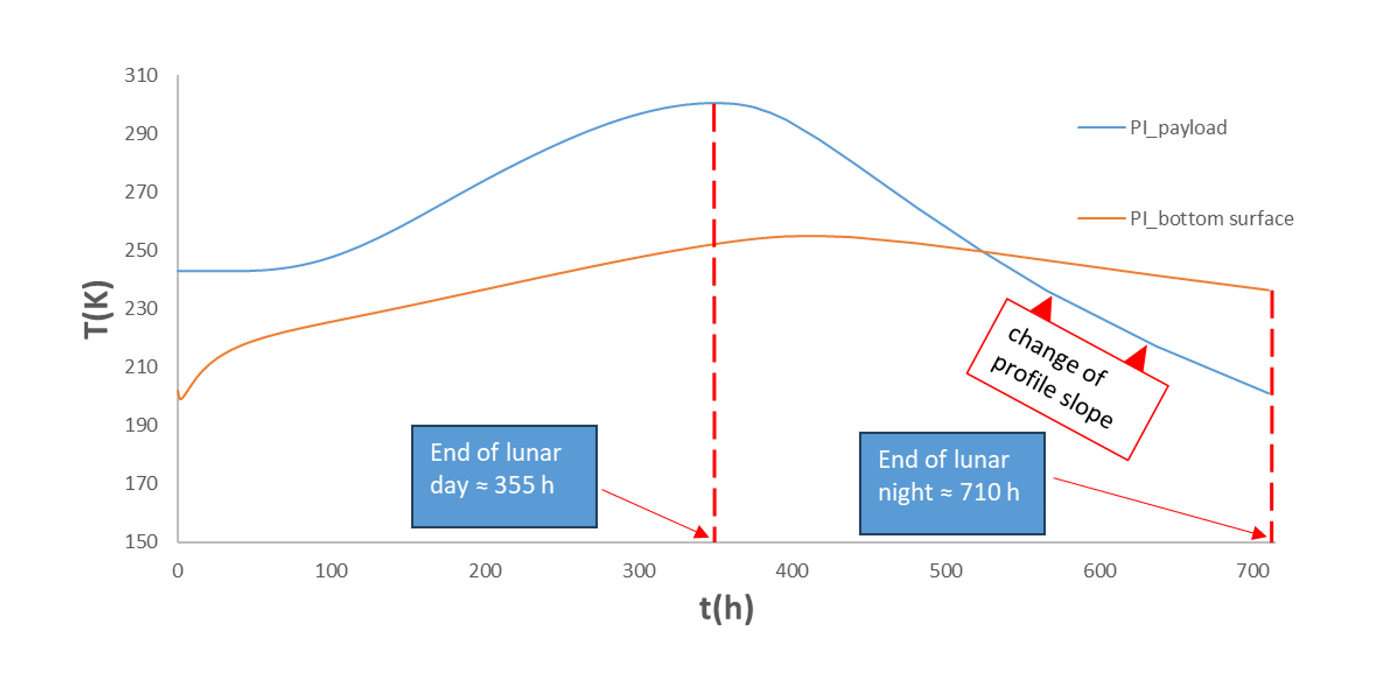 310
290
270
250
230
210
190
170
150
T(K)
0 100 200 300 400 500 600 700
t(h)
PI_payload
PI_bottom surface
change of
profile slope
End of lunar
day ≈ 355 h
End of lunar
night ≈ 710 h